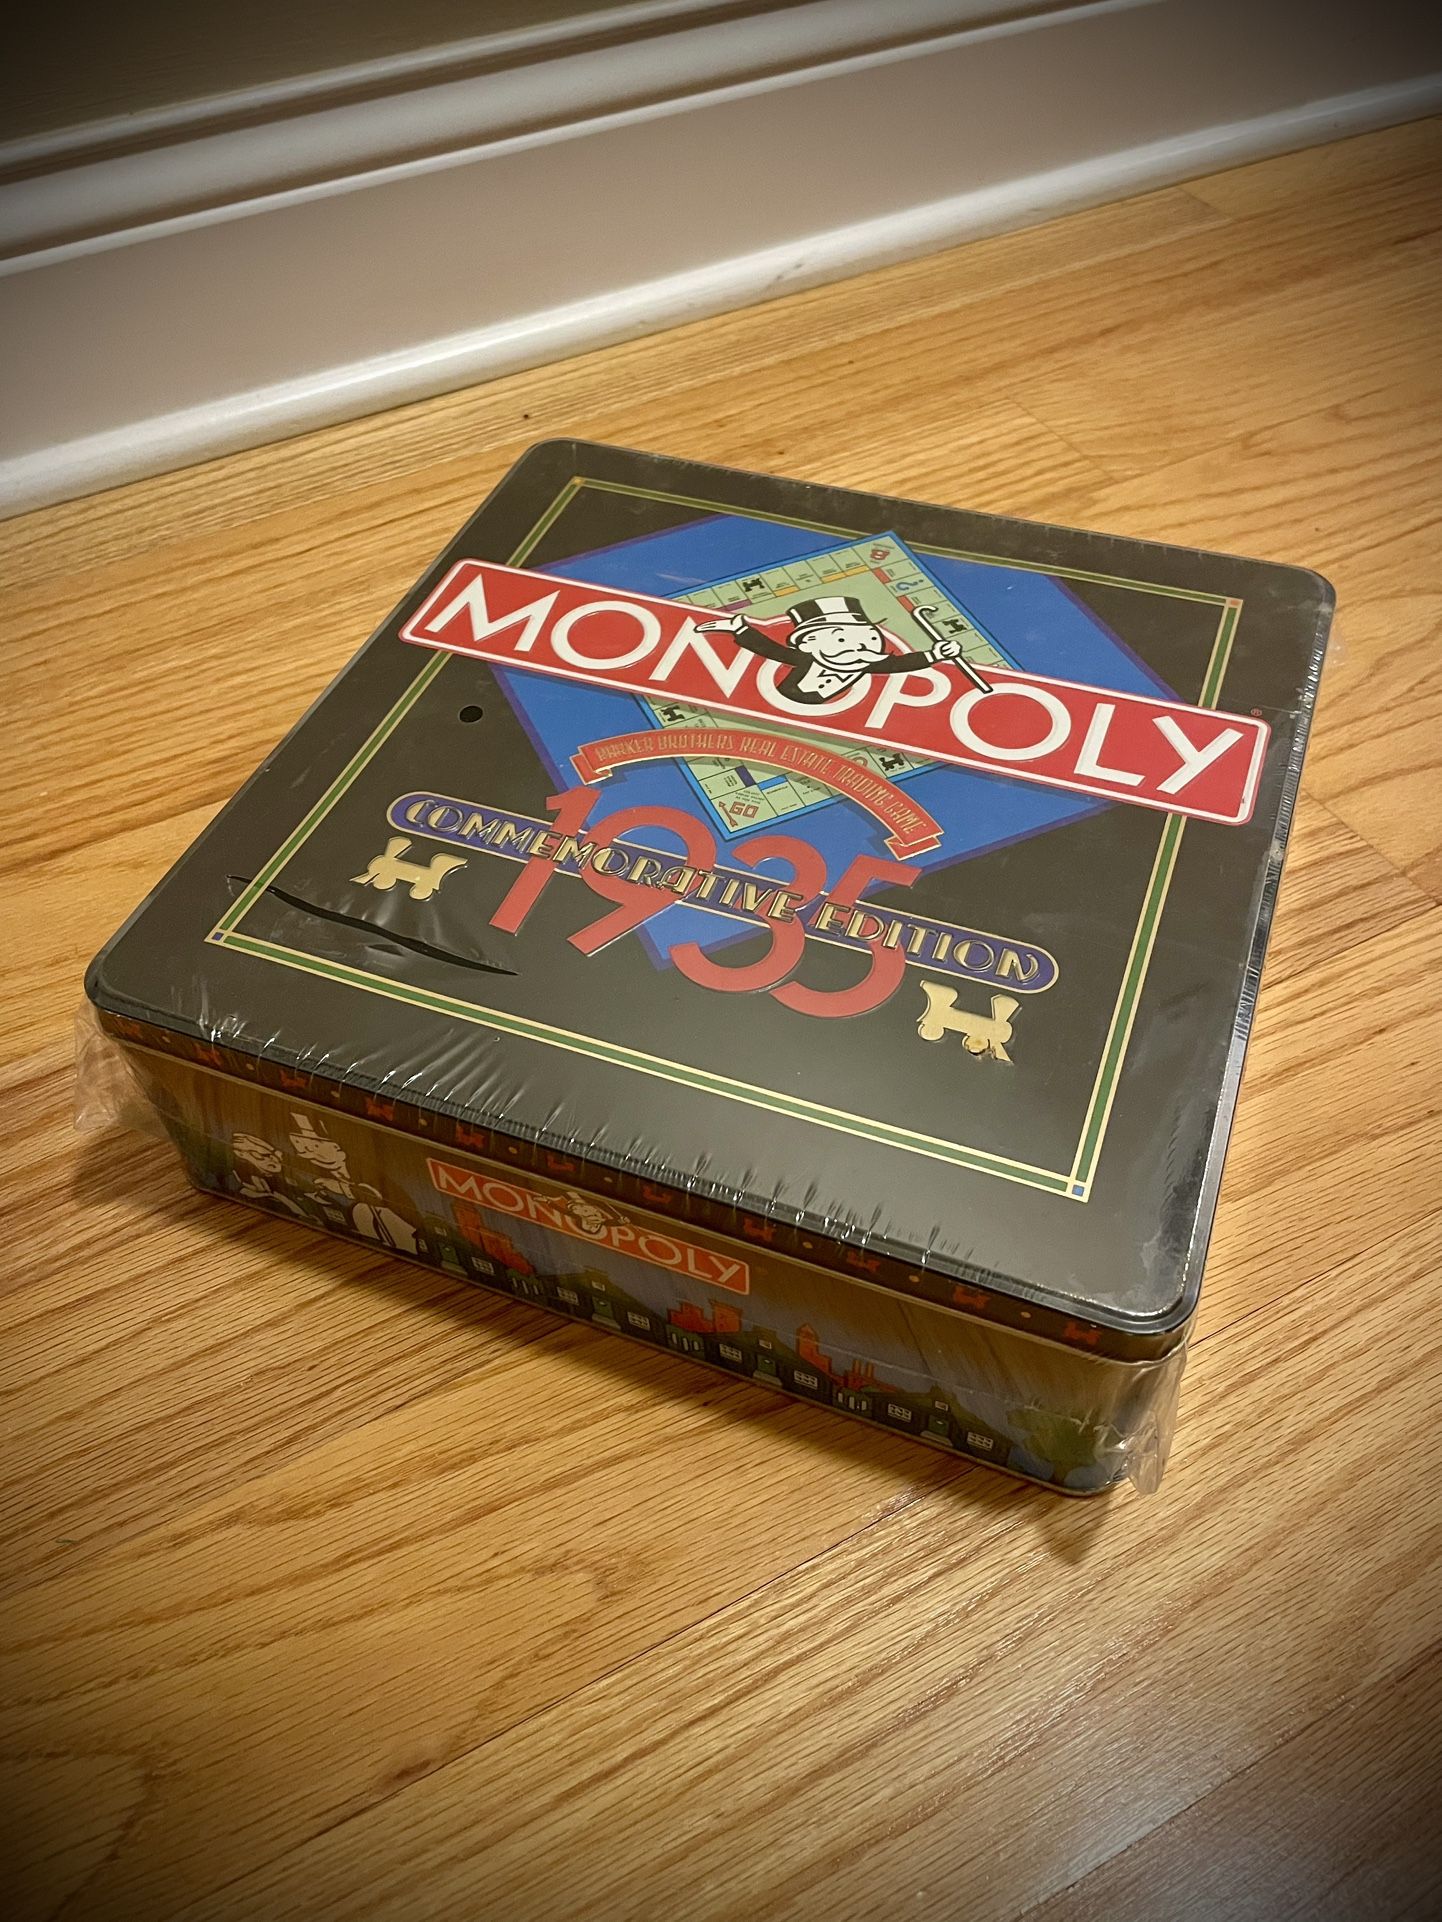 MONOPOLY
®
PARKER BROTHERS REAL ESTATE TRADING GAME
GO
1935
COMMEMORATIVE EDITION
MONOPOLY